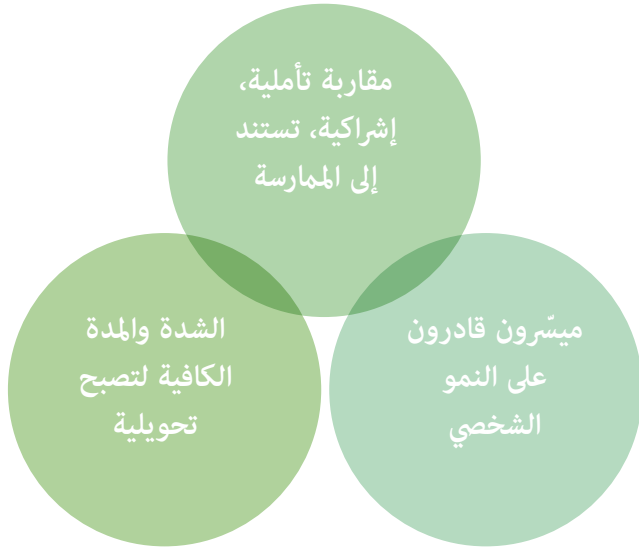 مقاربة تأملية،
إشراكية، تستند
إلى الممارسة
الشدة والمدة
الكافية لتصبح
تحويلية
ميسّرون قادرون
على النمو
الشخصي